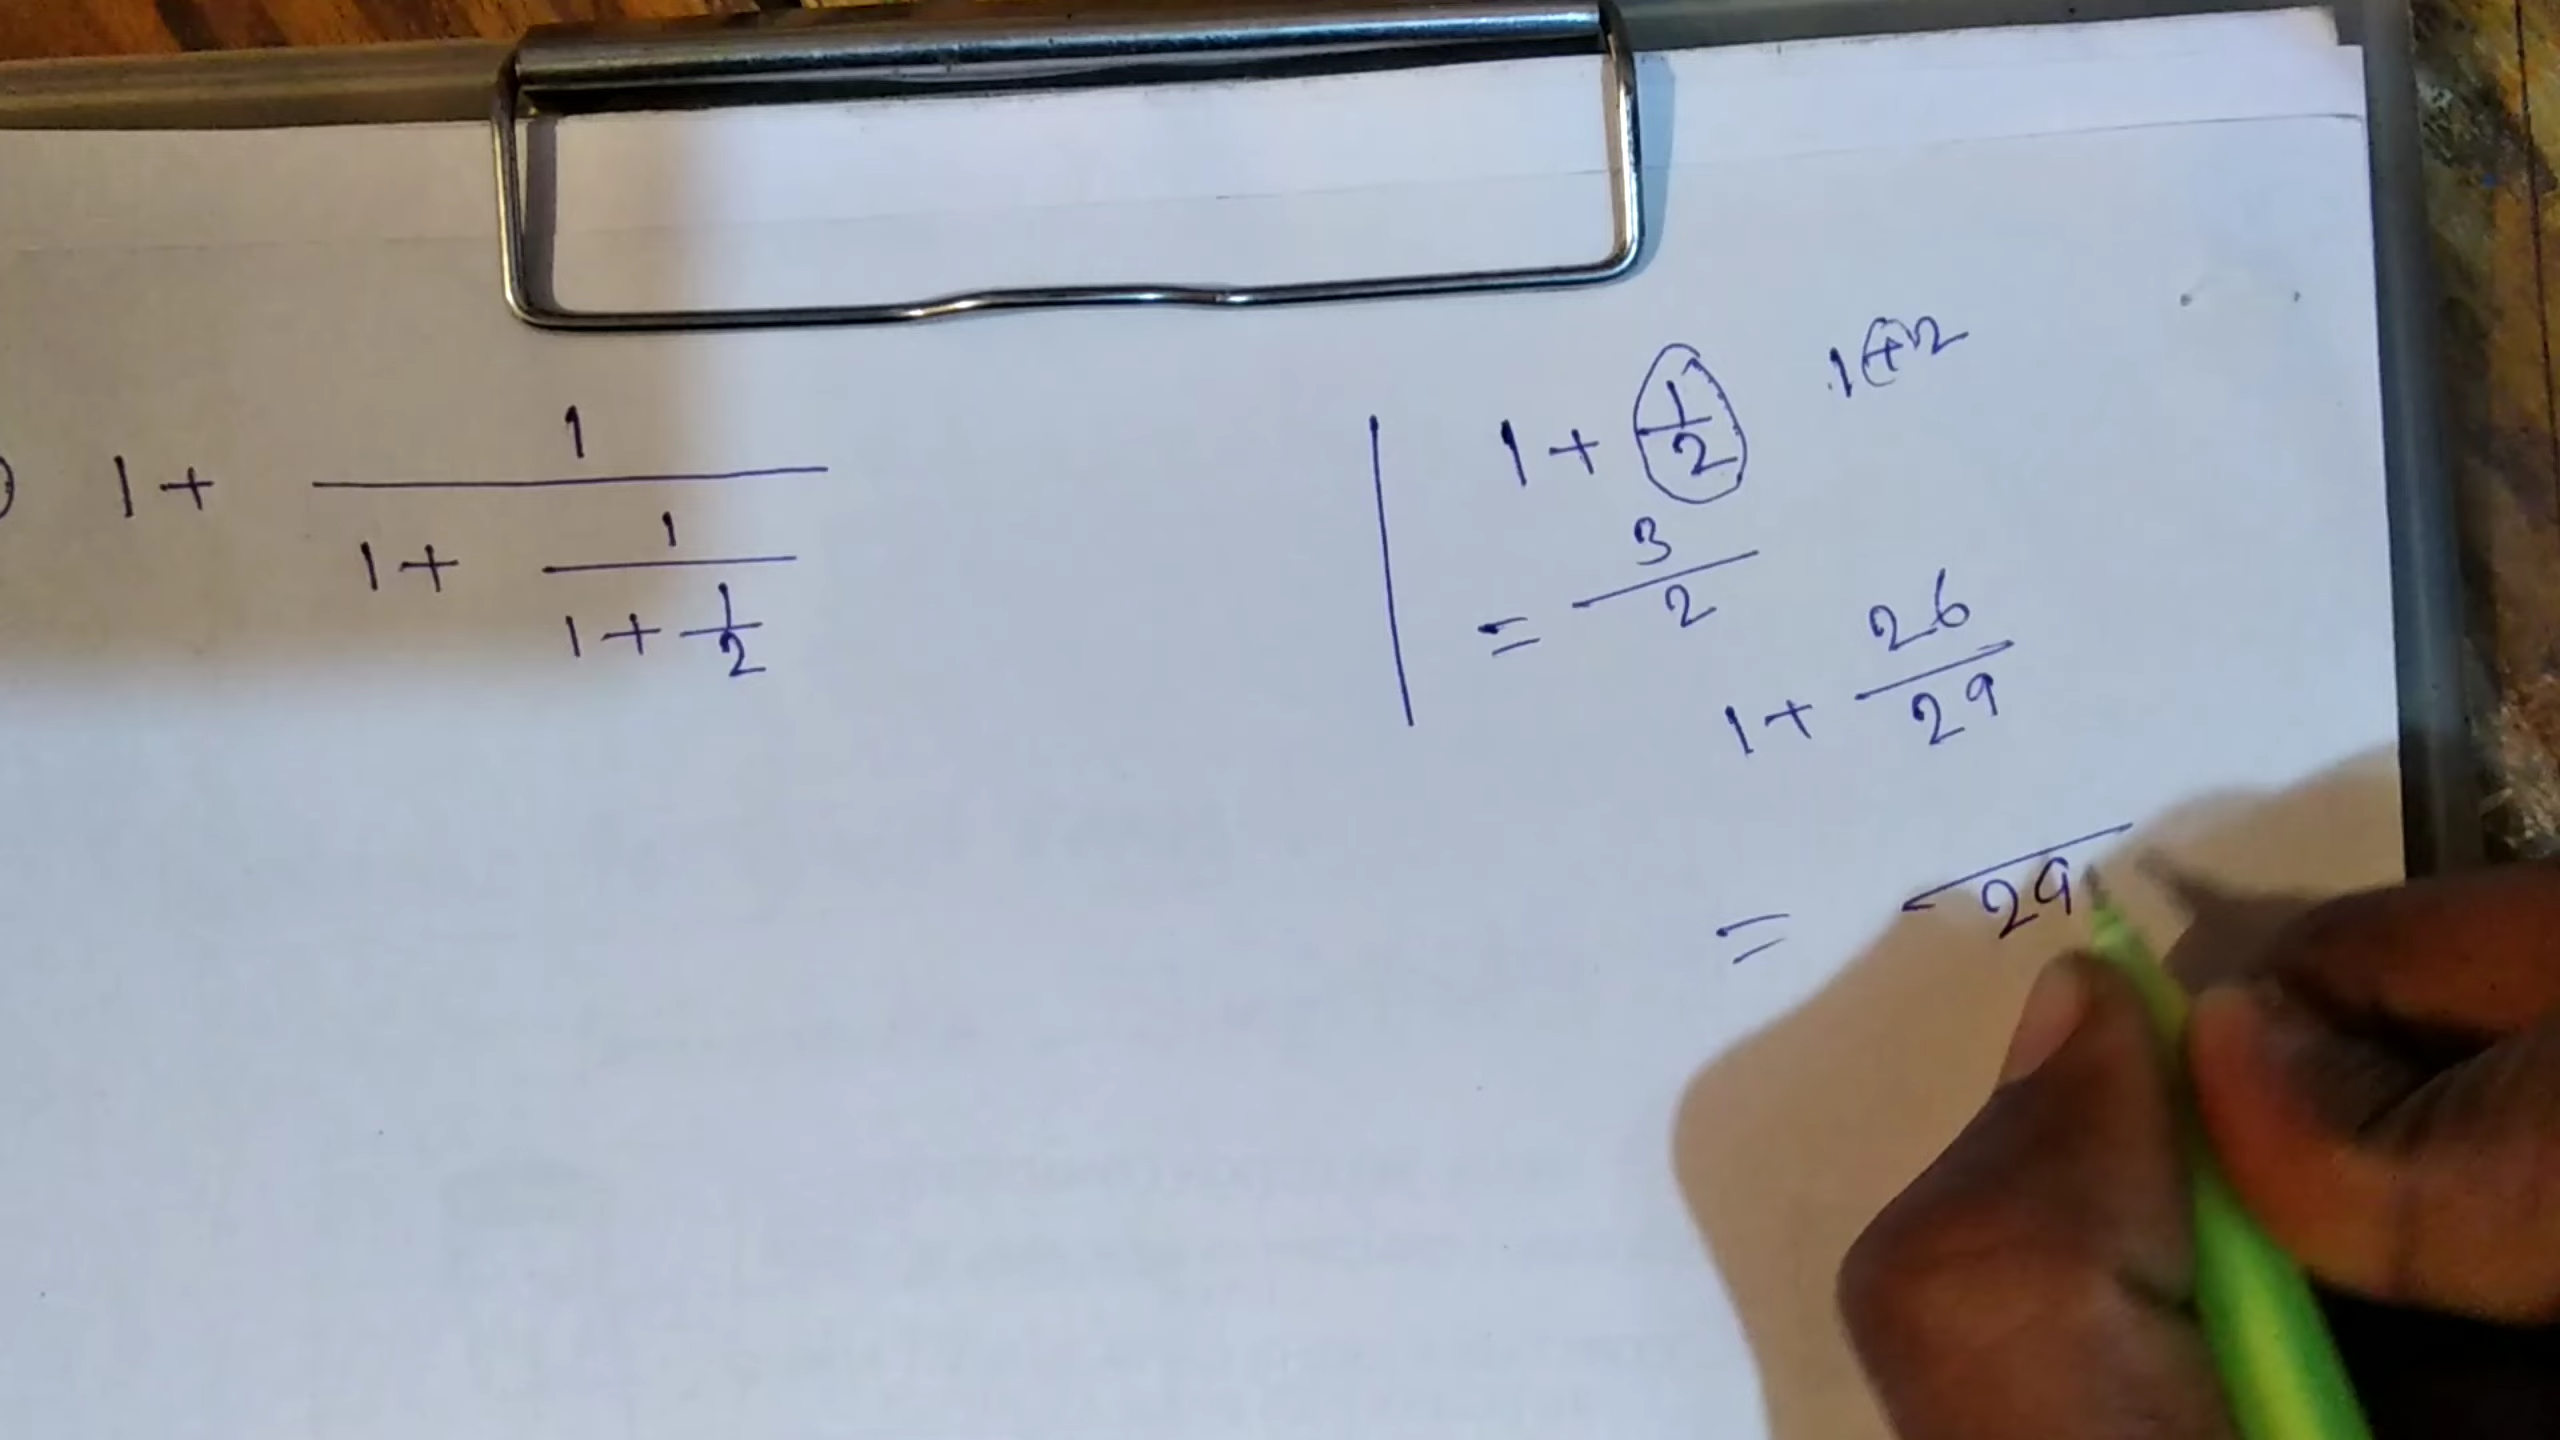 ) 1 + 1
1 + 1
1 + 1/2
1 + 1/2 1+2
= 3/2
1 + 26/29
= /29